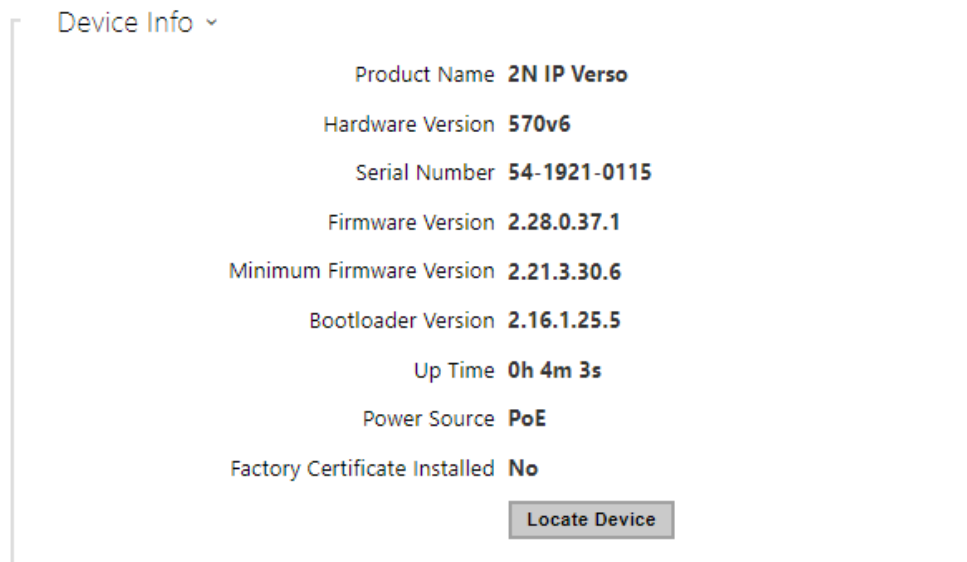 Device Info
Product Name 2N IP Verso
Hardware Version 570v6
Serial Number 54-1921-0115
Firmware Version 2.28.0.37.1
Minimum Firmware Version 2.21.3.30.6
Bootloader Version 2.16.1.25.5
Up Time 0h 4m 3s
Power Source PoE
Factory Certificate Installed No
Locate Device